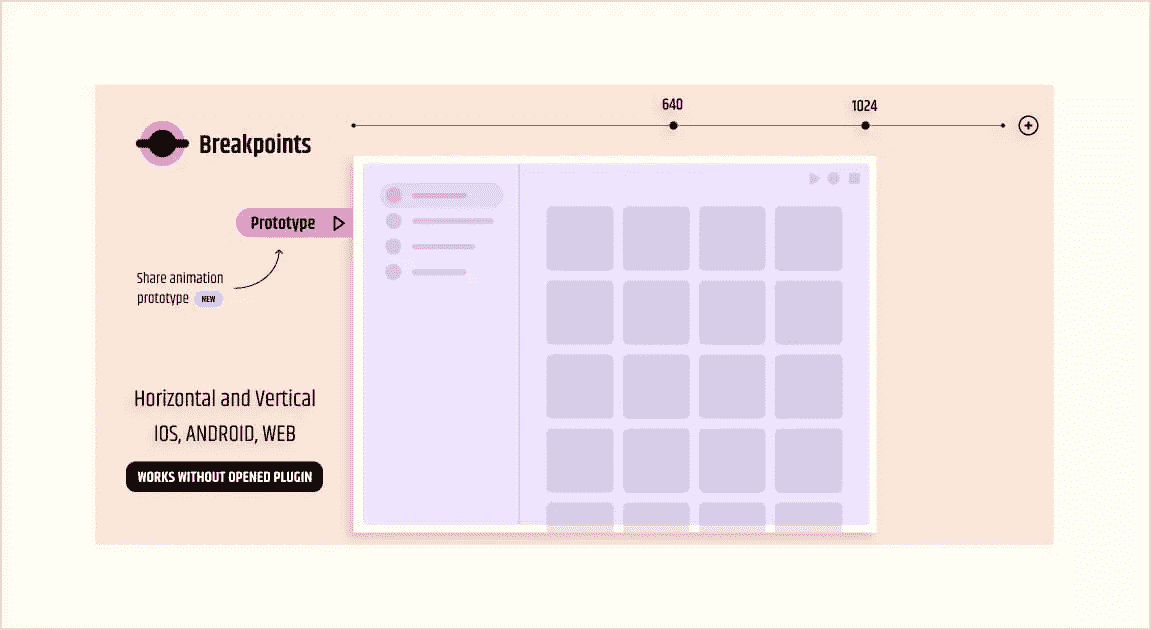 640
1024
Breakpoints
Prototype
Share animation
prototype NEW
Horizontal and Vertical
IOS, ANDROID, WEB
WORKS WITHOUT OPENED PLUGIN